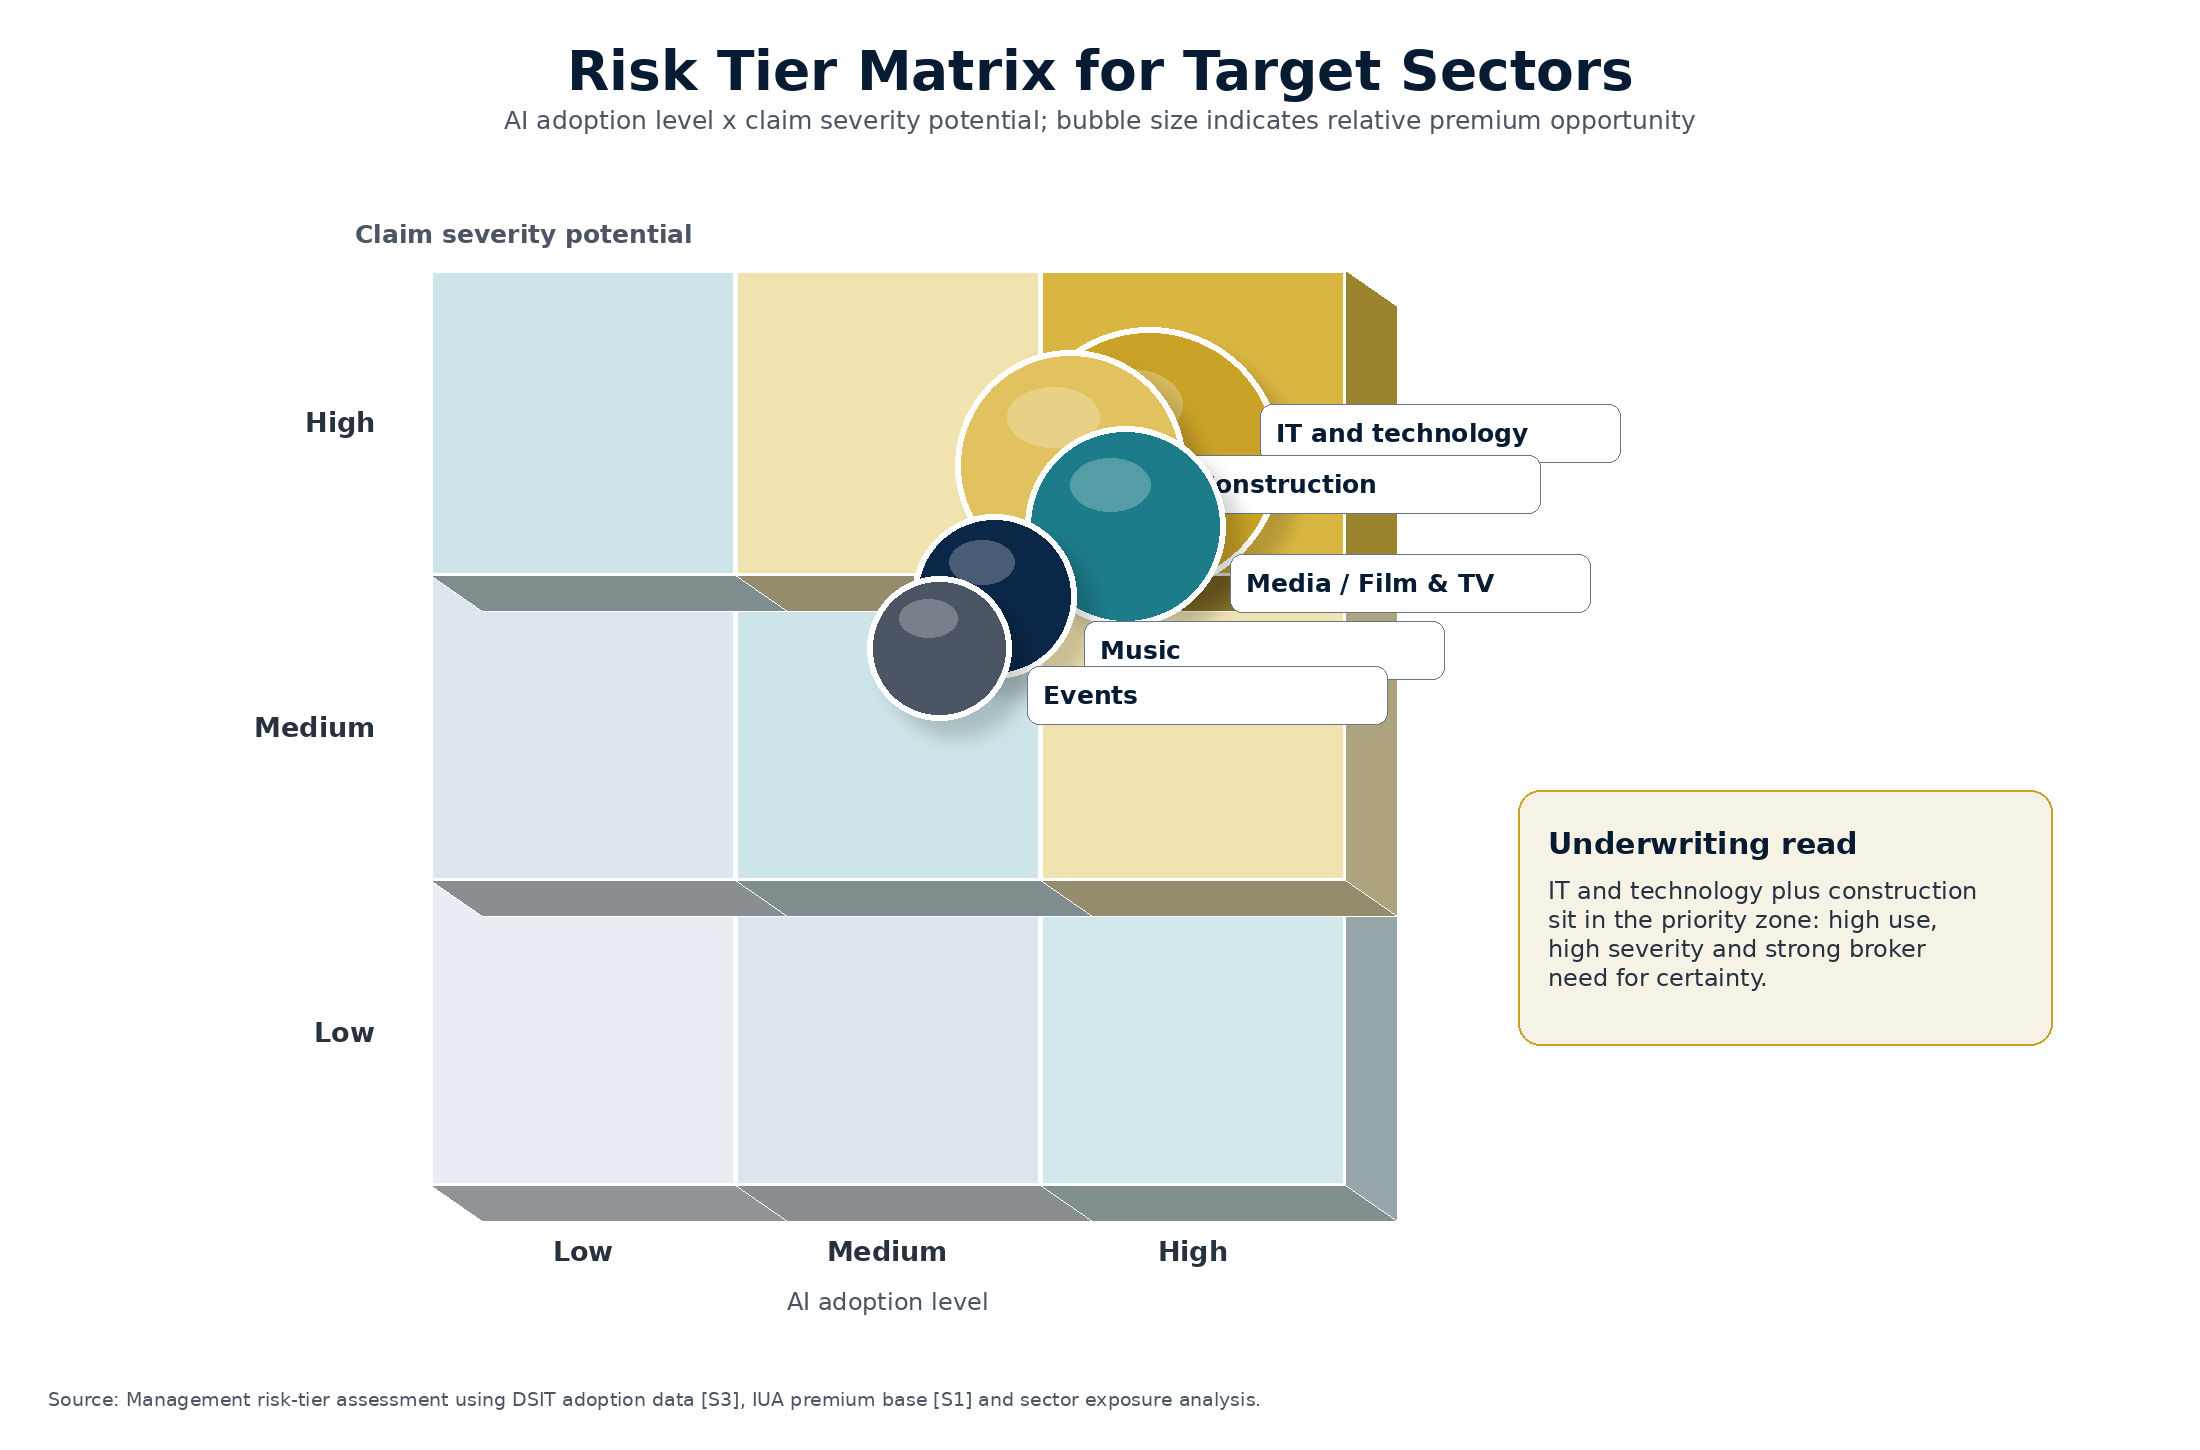 Risk Tier Matrix for Target Sectors
AI adoption level x claim severity potential; bubble size indicates relative premium opportunity
Claim severity potential
High
IT and technology
onstruction
Media / Film & TV
Music
Events
Medium
Underwriting read
IT and technology plus construction
sit in the priority zone: high use,
high severity and strong broker
need for certainty.
Low
Low
Medium
High
AI adoption level
Source: Management risk-tier assessment using DSIT adoption data [S3], IUA premium base [S1] and sector exposure analysis.